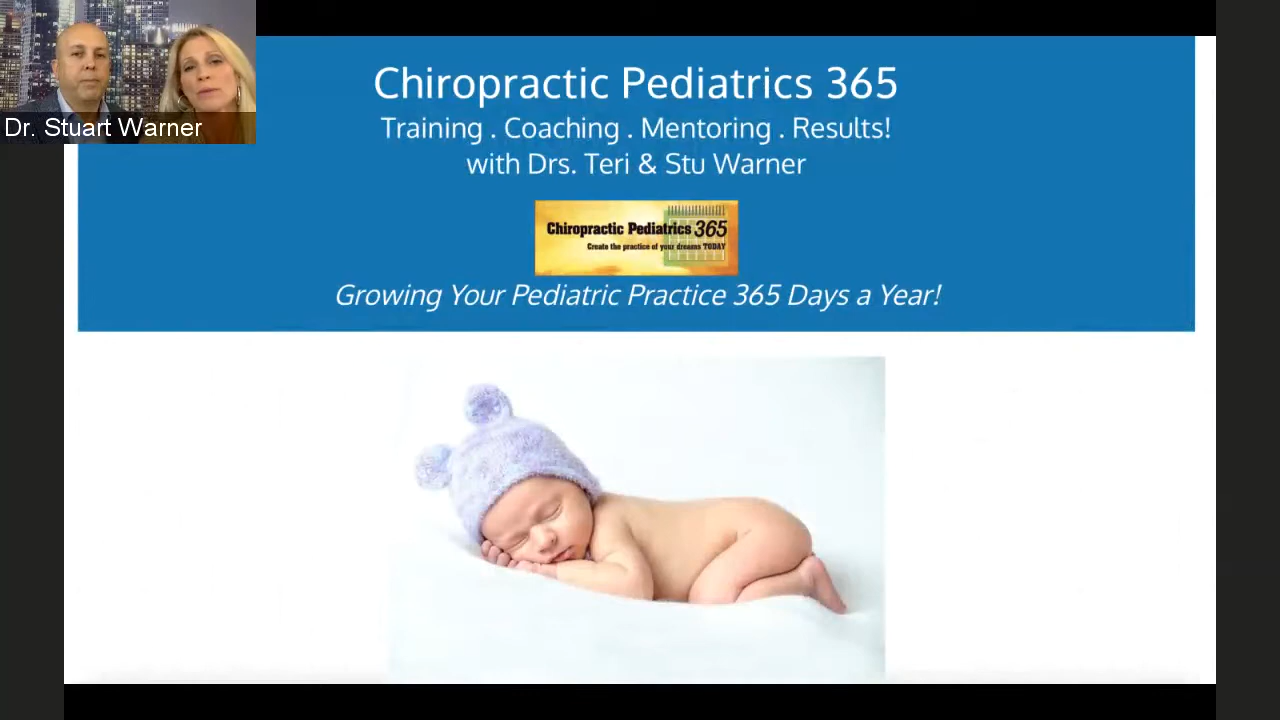 Dr. Stuart Warner
Chiropractic Pediatrics 365
Training . Coaching . Mentoring . Results!
with Drs. Teri & Stu Warner
Chiropractic Pediatrics 365
Create the practice of your dreams TODAY
Growing Your Pediatric Practice 365 Days a Year!